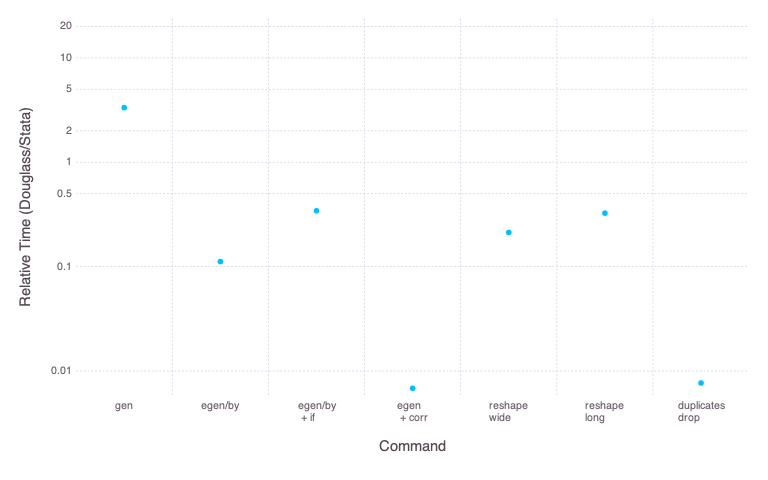 20
10
5
2
1
0.5
0.1
0.01
Relative Time (Douglass/Stata)
gen
egen/by
egen/by
+ if
egen
+ corr
reshape
wide
reshape
long
duplicates
drop
Command